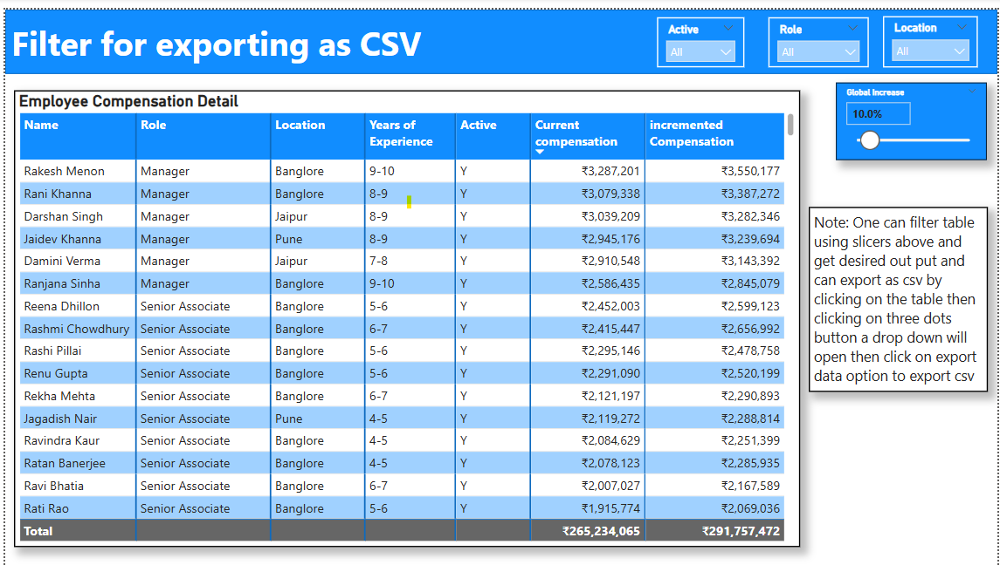 Filter for exporting as CSV
Active
All
Role
All
Location
All
Global Increase
10.0%
Employee Compensation Detail
Name Role Location Years of Experience Active Current compensation incremented Compensation
Rakesh Menon Manager Banglore 9-10 Y ₹3,287,201 ₹3,550,177
Rani Khanna Manager Banglore 8-9 Y ₹3,079,338 ₹3,387,272
Darshan Singh Manager Jaipur 8-9 Y ₹3,039,209 ₹3,282,346
Jaidev Khanna Manager Pune 8-9 Y ₹2,945,176 ₹3,239,694
Damini Verma Manager Jaipur 7-8 Y ₹2,910,548 ₹3,143,392
Ranjana Sinha Manager Banglore 9-10 Y ₹2,586,435 ₹2,845,079
Reena Dhillon Senior Associate Banglore 5-6 Y ₹2,452,003 ₹2,599,123
Rashmi Chowdhury Senior Associate Banglore 6-7 Y ₹2,415,447 ₹2,656,992
Rashi Pillai Senior Associate Banglore 5-6 Y ₹2,295,146 ₹2,478,758
Renu Gupta Senior Associate Banglore 5-6 Y ₹2,291,090 ₹2,520,199
Rekha Mehta Senior Associate Banglore 6-7 Y ₹2,121,197 ₹2,290,893
Jagadish Nair Senior Associate Pune 4-5 Y ₹2,119,272 ₹2,288,814
Ravindra Kaur Senior Associate Banglore 4-5 Y ₹2,084,629 ₹2,251,399
Ratan Banerjee Senior Associate Banglore 4-5 Y ₹2,078,123 ₹2,285,935
Ravi Bhatia Senior Associate Banglore 6-7 Y ₹2,007,027 ₹2,167,589
Rati Rao Senior Associate Banglore 5-6 Y ₹1,915,774 ₹2,069,036
Total ₹265,234,065 ₹291,757,472
Note: One can filter table
using slicers above and
get desired out put and
can export as csv by
clicking on the table then
clicking on three dots
button a drop down will
open then click on export
data option to export csv